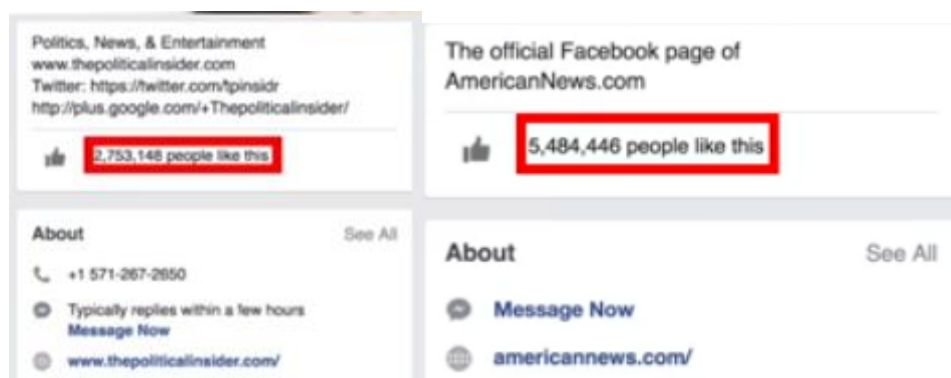 Politics, News, & Entertainment
www.thepoliticalinsider.com
Twitter: https://twitter.com/tpinsidr
http://plus.google.com/+Thepoliticalinsider/
2,753,148 people like this
About
See All
+1 571-267-2650
Typically replies within a few hours
Message Now
www.thepoliticalinsider.com/
The official Facebook page of
AmericanNews.com
5,484,446 people like this
About
See All
Message Now
americannews.com/